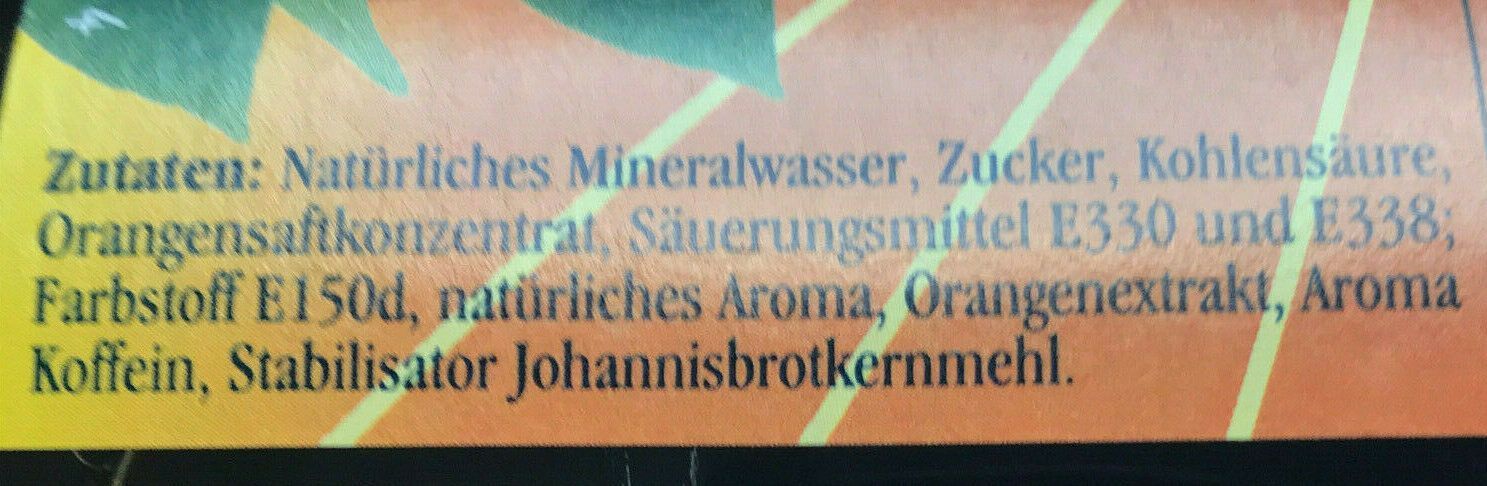 Zutaten: Natürliches Mineralwasser, Zucker, Kohlensäure,
Orangensaftkonzentrat, Säuerungsmittel E330 und E338;
Farbstoff E150d, natürliches Aroma, Orangenextrakt, Aroma
Koffein, Stabilisator Johannisbrotkernmehl.